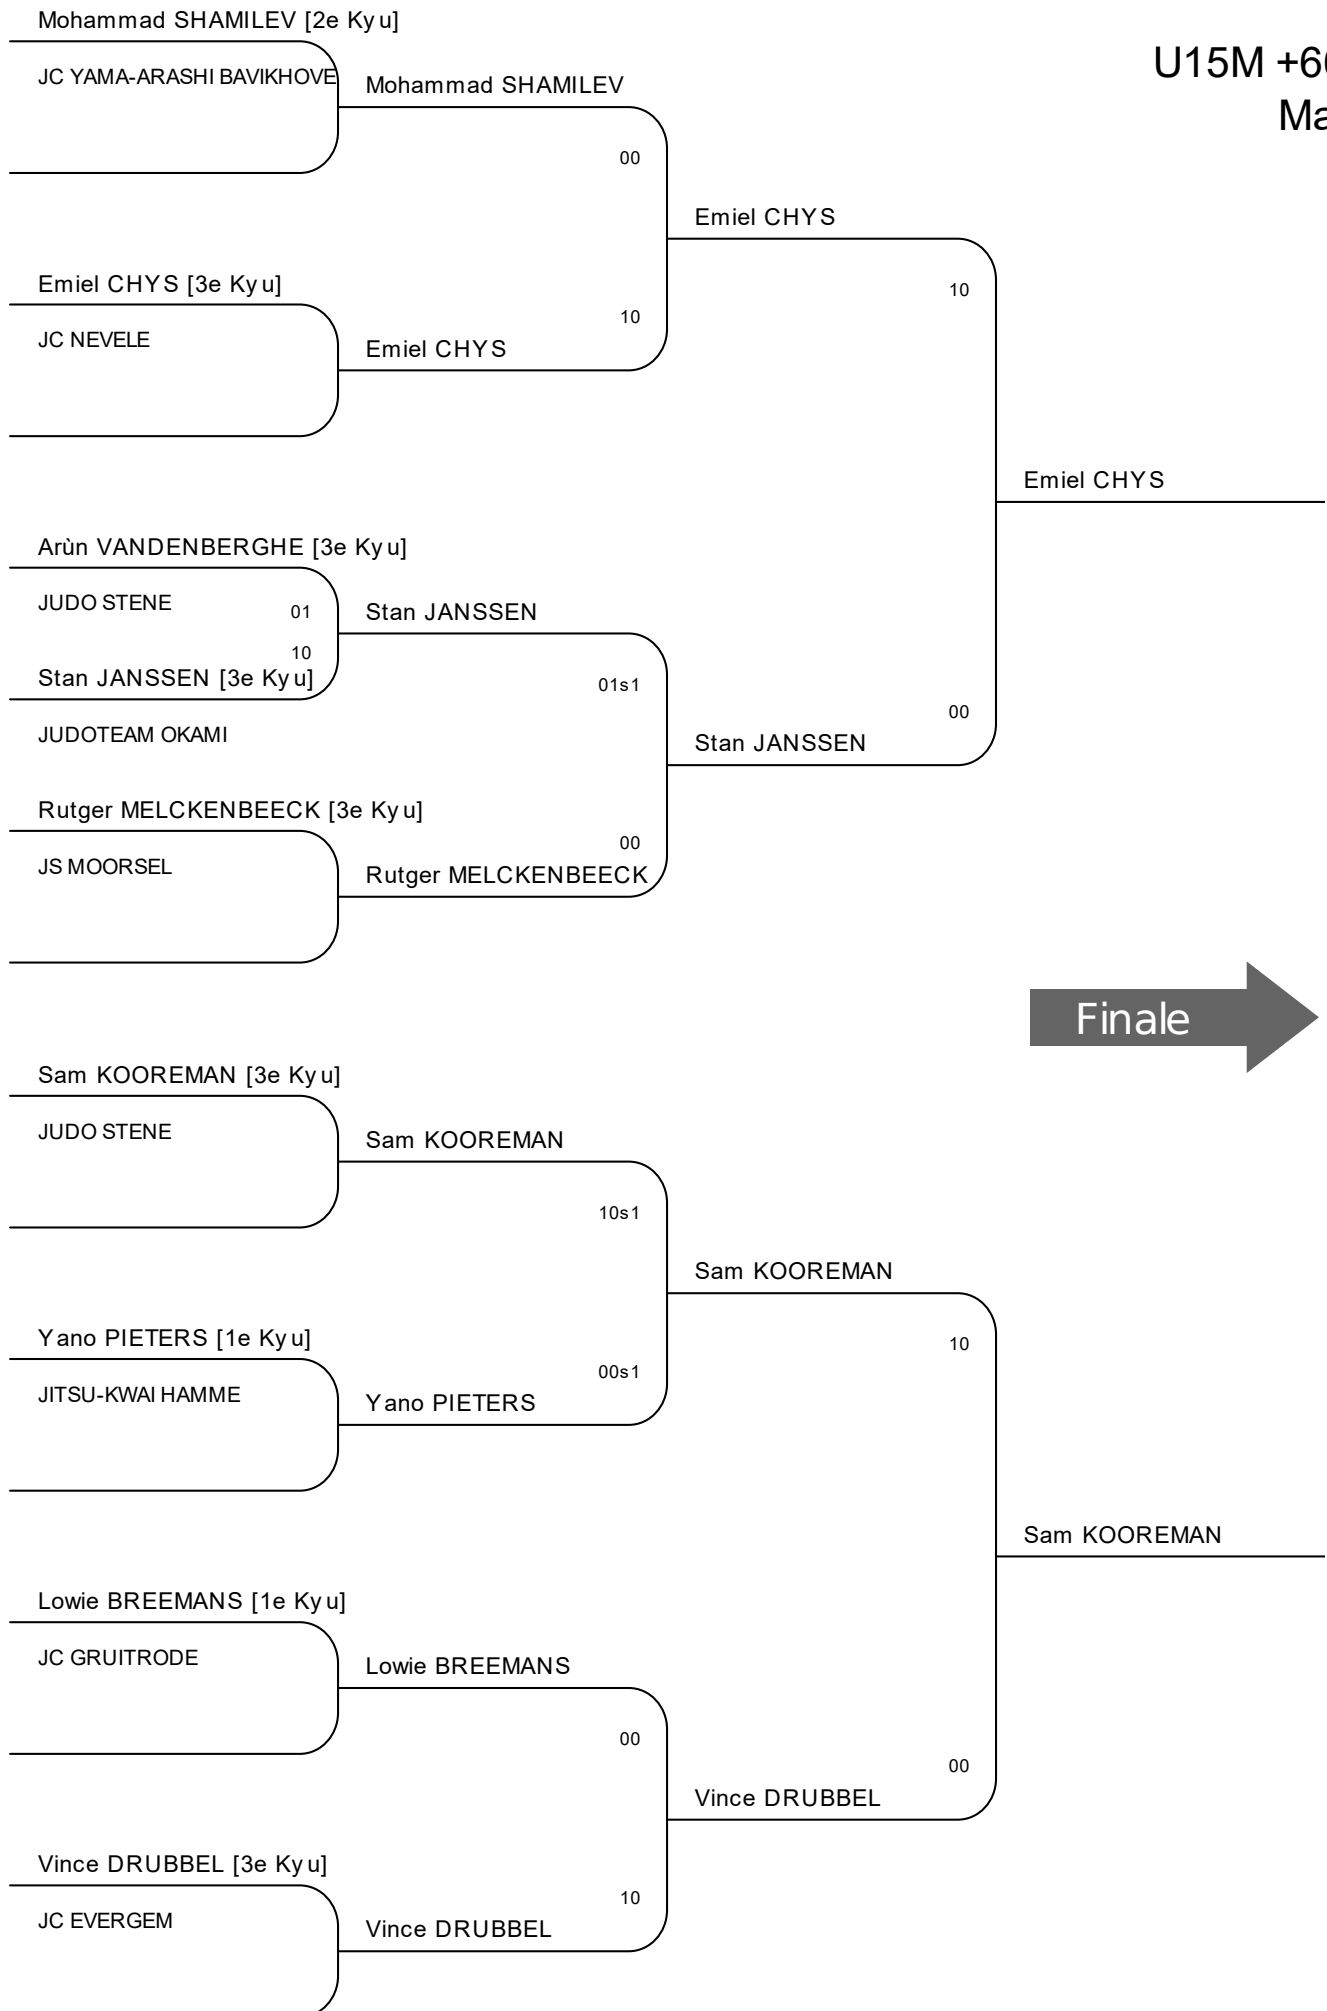 Mohammad SHAMILEV [2e Kyu]
U15M +66
JC YAMA-ARASHI BAVIKHOVE
Mohammad SHAMILEV
Ma
00
Emiel CHYS
Emiel CHYS [3e Kyu]
10
10
JC NEVELE
Emiel CHYS
Emiel CHYS
Arùn VANDENBERGHE [3e Kyu]
JUDO STENE
01
Stan JANSSEN
10
Stan JANSSEN [3e Kyu]
01s1
00
JUDOTEAM OKAMI
Stan JANSSEN
Rutger MELCKENBEECK [3e Kyu]
00
JS MOORSEL
Rutger MELCKENBEECK
Finale
Sam KOOREMAN [3e Kyu]
JUDO STENE
Sam KOOREMAN
10s1
Sam KOOREMAN
Yano PIETERS [1e Kyu]
10
00s1
JITSU-KWAI HAMME
Yano PIETERS
Sam KOOREMAN
Lowie BREEMANS [1e Kyu]
JC GRUITRODE
Lowie BREEMANS
00
00
Vince DRUBBEL
Vince DRUBBEL [3e Kyu]
10
JC EVERGEM
Vince DRUBBEL